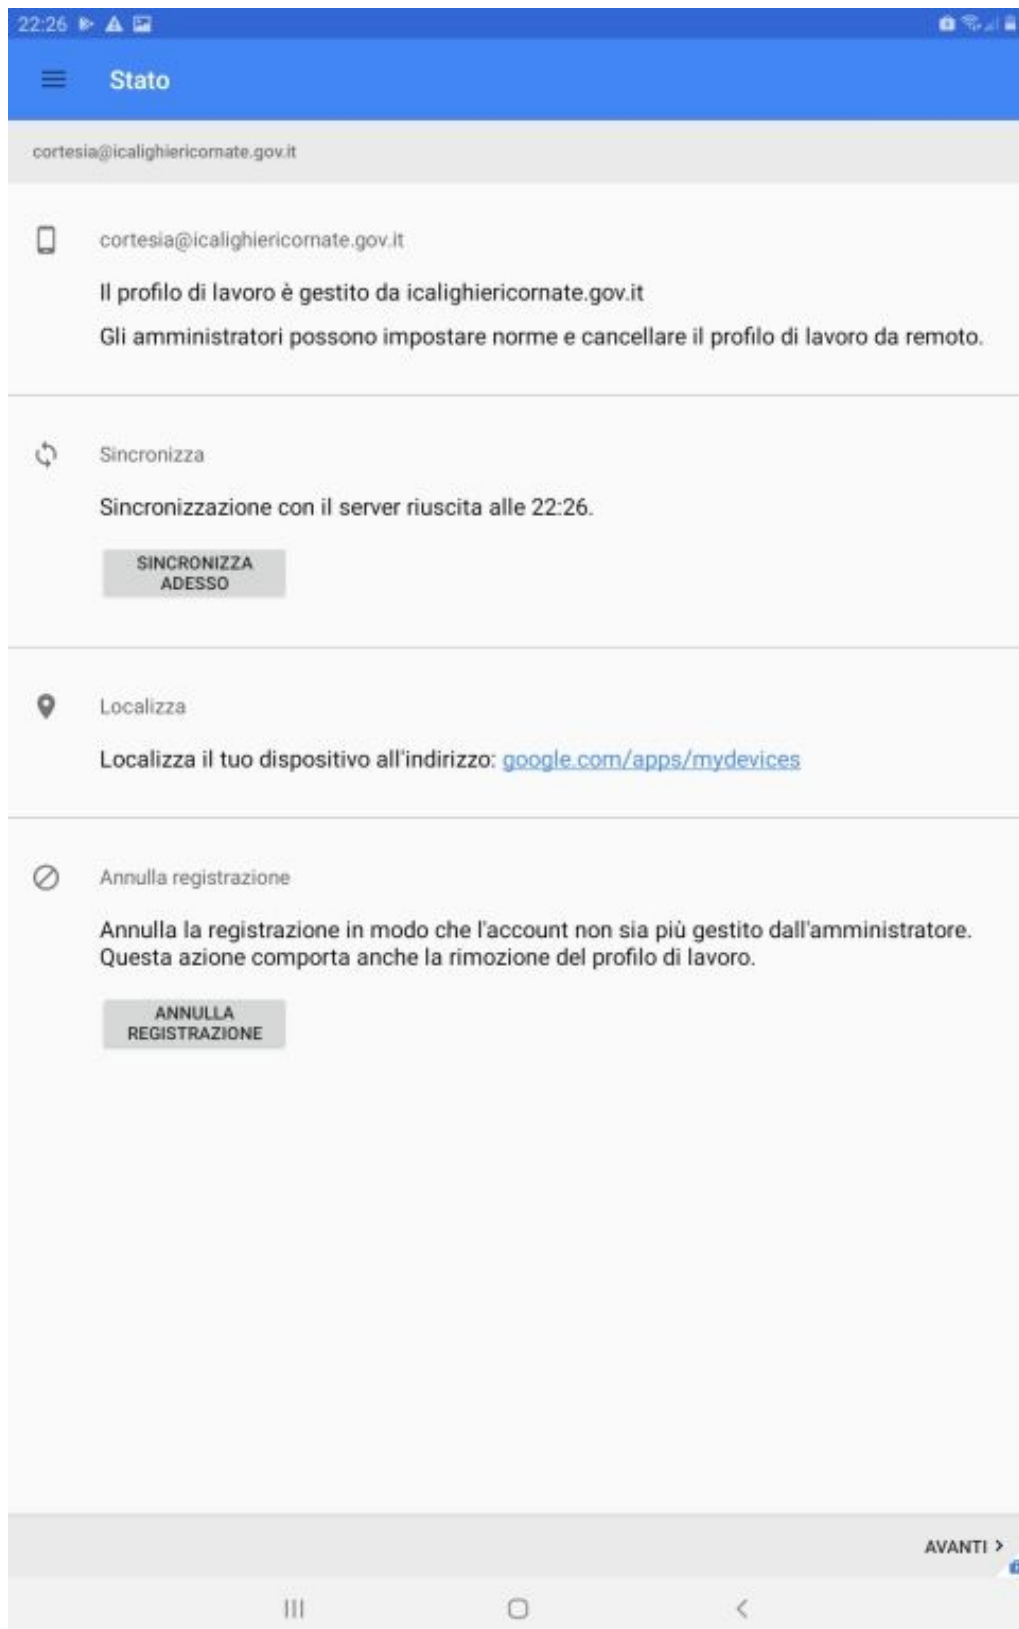 22:26
Stato
cortesia@icalighiericornate.gov.it
cortesia@icalighiericornate.gov.it
Il profilo di lavoro è gestito da icalighiericornate.gov.it
Gli amministratori possono impostare norme e cancellare il profilo di lavoro da remoto.
Sincronizza
Sincronizzazione con il server riuscita alle 22:26.
SINCRONIZZA
ADESSO
Localizza
Localizza il tuo dispositivo all'indirizzo: google.com/apps/mydevices
Annulla registrazione
Annulla la registrazione in modo che l'account non sia più gestito dall'amministratore.
Questa azione comporta anche la rimozione del profilo di lavoro.
ANNULLA
REGISTRAZIONE
AVANTI >